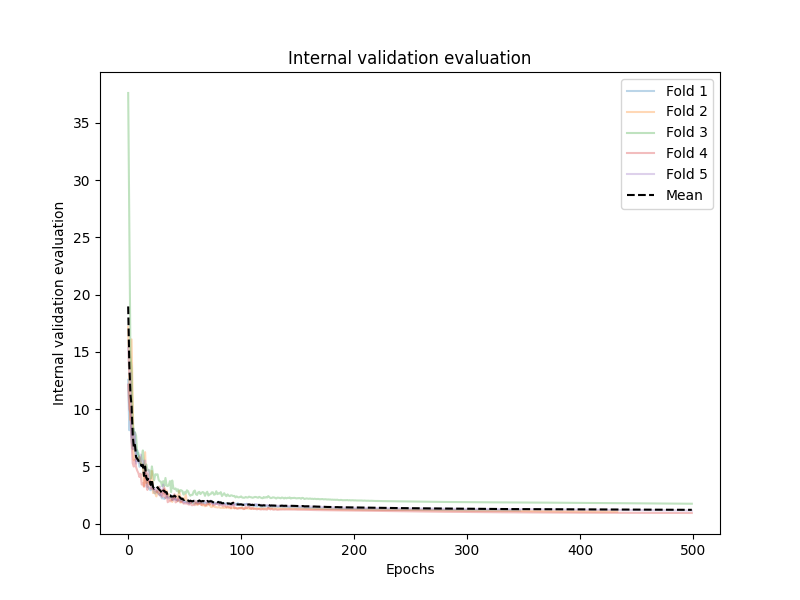 Internal validation evaluation
Fold 1
Fold 2
Fold 3
Fold 4
Fold 5
Mean
Internal validation evaluation
35
30
25
20
15
10
5
0
0 100 200 300 400 500
Epochs